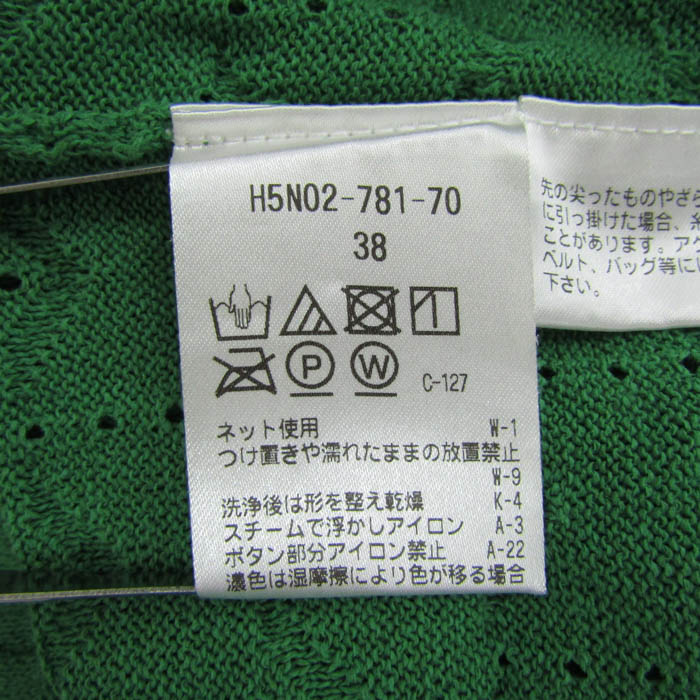 H5N02-781-70
38
P W C-127
ネット使用 W-1
つけ置きや濡れたままの放置禁止
W-9
洗浄後は形を整え乾燥 K-4
スチームで浮かしアイロン A-3
ボタン部分アイロン禁止 A-22
濃色は湿摩擦により色が移る場合
先の尖ったものやざら
に引っ掛けた場合、糸
ことがあります。アク
ベルト、バッグ等に
下さい。